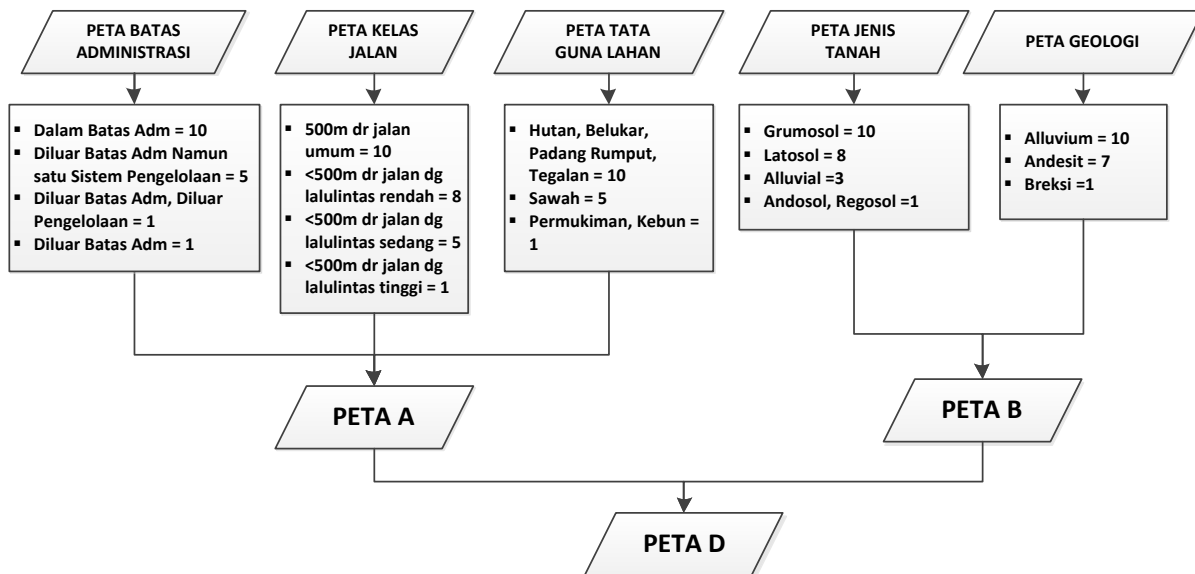 PETA BATAS
ADMINISTRASI
PETA KELAS
JALAN
PETA TATA
GUNA LAHAN
PETA JENIS
TANAH
PETA GEOLOGI
▪ Dalam Batas Adm = 10
▪ Diluar Batas Adm Namun
satu Sistem Pengelolaan = 5
▪ Diluar Batas Adm, Diluar
Pengelolaan = 1
▪ Diluar Batas Adm = 1
▪ 500m dr jalan
umum = 10
▪ <500m dr jalan dg
lalulintas rendah = 8
▪ <500m dr jalan dg
lalulintas sedang = 5
▪ <500m dr jalan dg
lalulintas tinggi = 1
▪ Hutan, Belukar,
Padang Rumput,
Tegalan = 10
▪ Sawah = 5
▪ Permukiman, Kebun =
1
▪ Grumosol = 10
▪ Latosol = 8
▪ Alluvial =3
▪ Andosol, Regosol =1
▪ Alluvium = 10
▪ Andesit = 7
▪ Breksi =1
PETA A
PETA B
PETA D